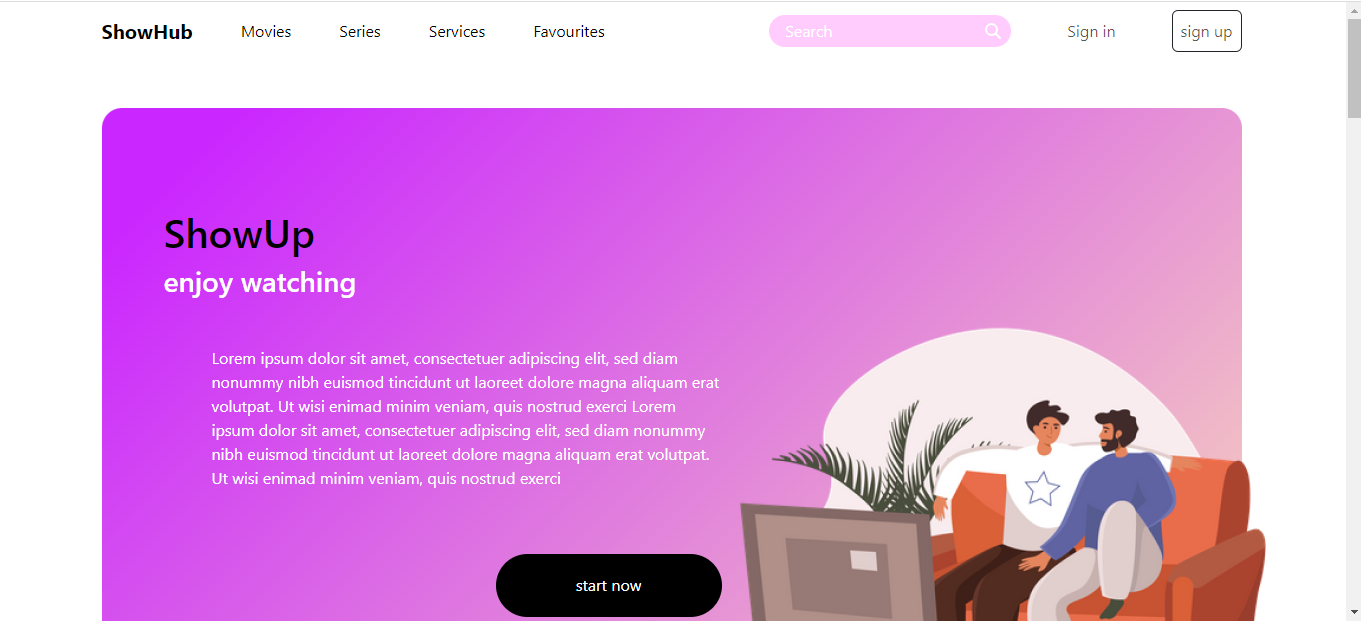 ShowHub Movies Series Services Favourites Search Sign in sign up
ShowUp
enjoy watching
Lorem ipsum dolor sit amet, consectetuer adipiscing elit, sed diam
nonummy nibh euismod tincidunt ut laoreet dolore magna aliquam erat
volutpat. Ut wisi enimad minim veniam, quis nostrud exerci Lorem
ipsum dolor sit amet, consectetuer adipiscing elit, sed diam nonummy
nibh euismod tincidunt ut laoreet dolore magna aliquam erat volutpat.
Ut wisi enimad minim veniam, quis nostrud exerci
start now